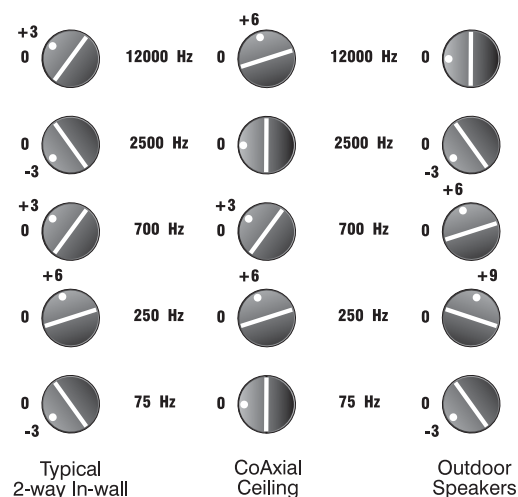 +6
+3
0 12000 Hz 0 12000 Hz 0
0 2500 Hz 0 2500 Hz 0
-3 -3
+6
+3 +3
0 700 Hz 0 700 Hz 0
+6 +6 +9
0 250 Hz 0 250 Hz 0
0 75 Hz 0 75 Hz 0
-3 -3
Typical CoAxial Outdoor
2-way In-wall Ceiling Speakers